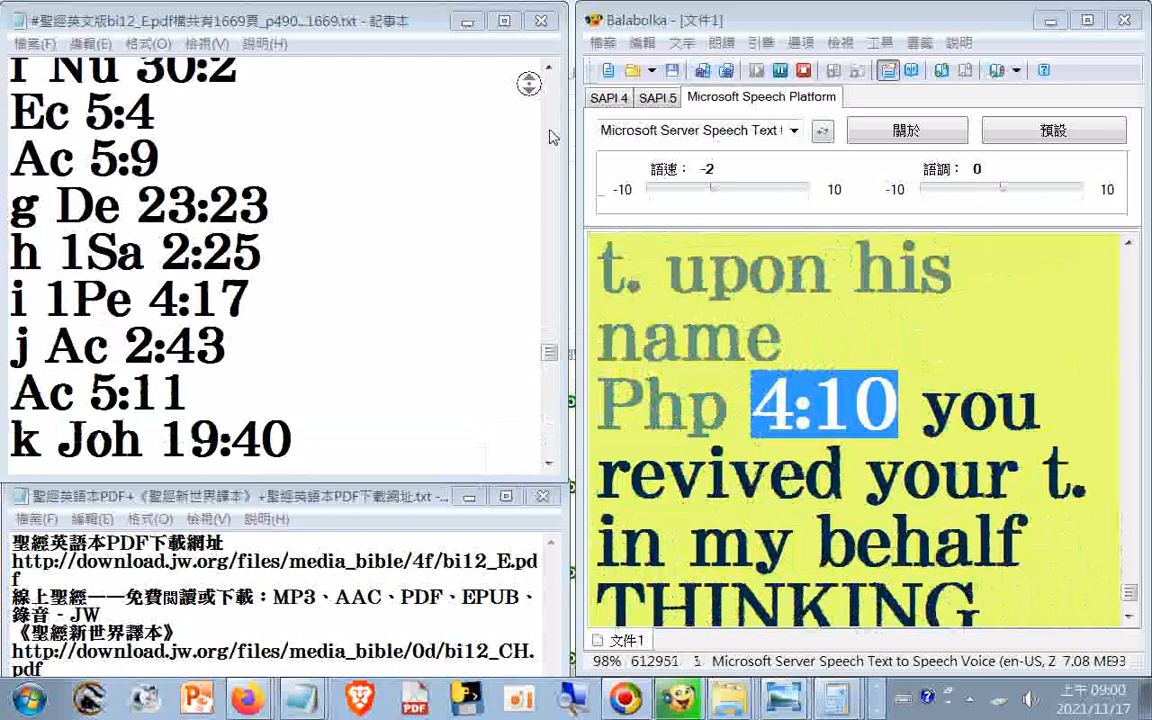 #聖經英文版bi12_E.pdf檔共有1669頁_p490...1669.txt - 記事本
檔案(F) 編輯(E) 格式(O) 檢視(V) 說明(H)
f Nu 30:2
Ec 5:4
Ac 5:9
g De 23:23
h 1Sa 2:25
i 1Pe 4:17
j Ac 2:43
Ac 5:11
k Joh 19:40
聖經英語本PDF+《聖經新世界譯本》+聖經英語本PDF下載網址.txt -...
檔案(F) 編輯(E) 格式(O) 檢視(V) 說明(H)
聖經英語本PDF下載網址
http://download.jw.org/files/media_bible/4f/bi12_E.pd
f
線上聖經——免費閱讀或下載：MP3、AAC、PDF、EPUB、
錄音 - JW
《聖經新世界譯本》
http://download.jw.org/files/media_bible/0d/bi12_CH.
pdf
Balabolka - [文件1]
檔案 編輯 文字 朗讀 引擎 選項 檢視 工具 書籤 說明
SAPI 4 SAPI 5 Microsoft Speech Platform
Microsoft Server Speech Text 關於 預設
語速： -2 語調： 0
-10 10 -10 10
t. upon his
name
Php 4:10 you
revived your t.
in my behalf
THINKING
文件1
98% 612951 Microsoft Server Speech Text to Speech Voice (en-US, Z 7.08 ME93
PDF
上午 09:00
2021/11/17